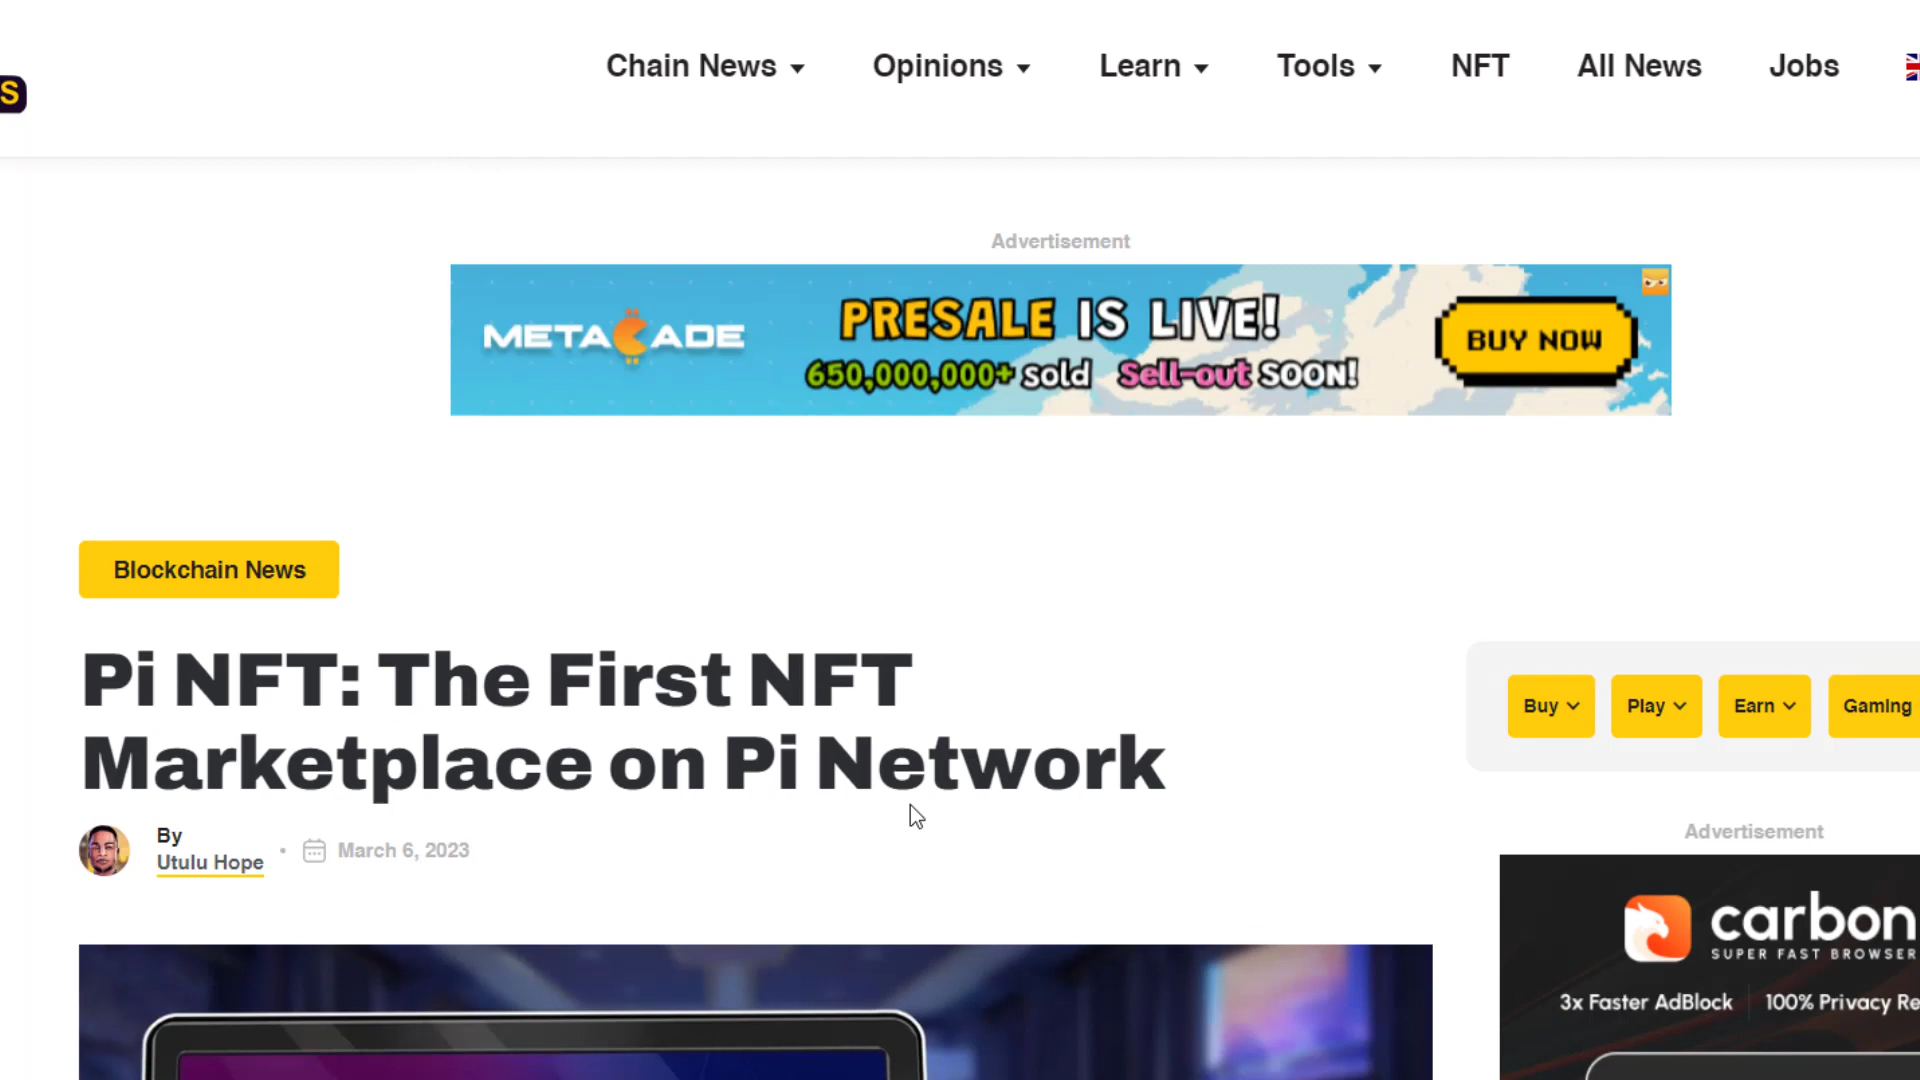 S
Chain News
Opinions
Learn
Tools
NFT
All News
Jobs
Advertisement
METACADE
PRESALE IS LIVE!
650,000,000+ sold Sell-out SOON!
BUY NOW
Blockchain News
Pi NFT: The First NFT
Marketplace on Pi Network
By
Utulu Hope
• March 6, 2023
Buy
Play
Earn
Gaming
Advertisement
carbon
SUPER FAST BROWSER
3x Faster AdBlock
100% Privacy Re